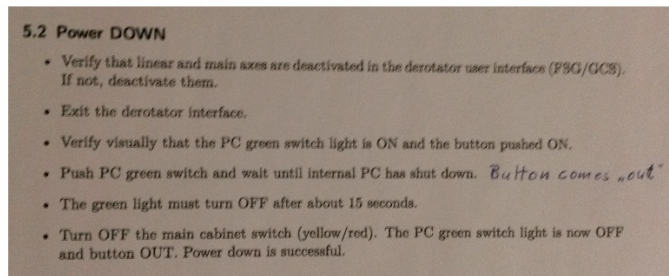 5.2 Power DOWN
• Verify that linear and main axes are deactivated in the derotator user interface (FSG/GCS).
If not, deactivate them.
• Exit the derotator interface.
• Verify visually that the PC green switch light is ON and the button pushed ON.
• Push PC green switch and wait until internal PC has shut down. Button comes „out"
• The green light must turn OFF after about 15 seconds.
• Turn OFF the main cabinet switch (yellow/red). The PC green switch light is now OFF
and button OUT. Power down is successful.